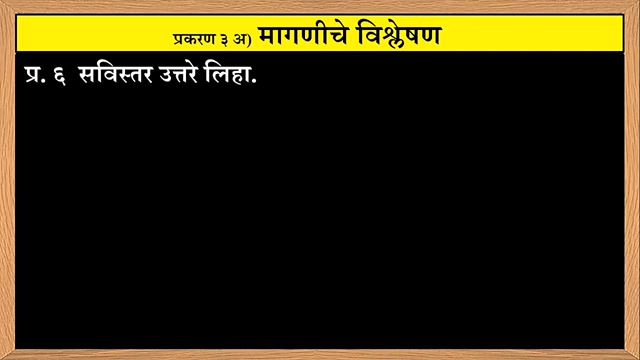 प्रकरण ३ अ) मागणीचे विश्लेषण
प्र. ६ सविस्तर उत्तरे लिहा.